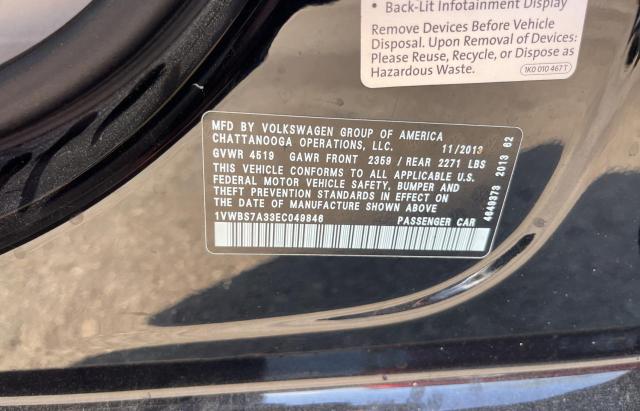 • Back-Lit Infotainment Display
Remove Devices Before Vehicle
Disposal. Upon Removal of Devices:
Please Reuse, Recycle, or Dispose as
Hazardous Waste.
1K0 010 467 T
MFD BY VOLKSWAGEN GROUP OF AMERICA
CHATTANOOGA OPERATIONS, LLC. 11/2013
GVWR 4519 GAWR FRONT 2359 / REAR 2271 LBS
THIS VEHICLE CONFORMS TO ALL APPLICABLE U.S.
FEDERAL MOTOR VEHICLE SAFETY, BUMPER AND
THEFT PREVENTION STANDARDS IN EFFECT ON
THE DATE OF MANUFACTURE SHOWN ABOVE.
1VWBS7A33EC049846 PASSENGER CAR
4649373 2013 62